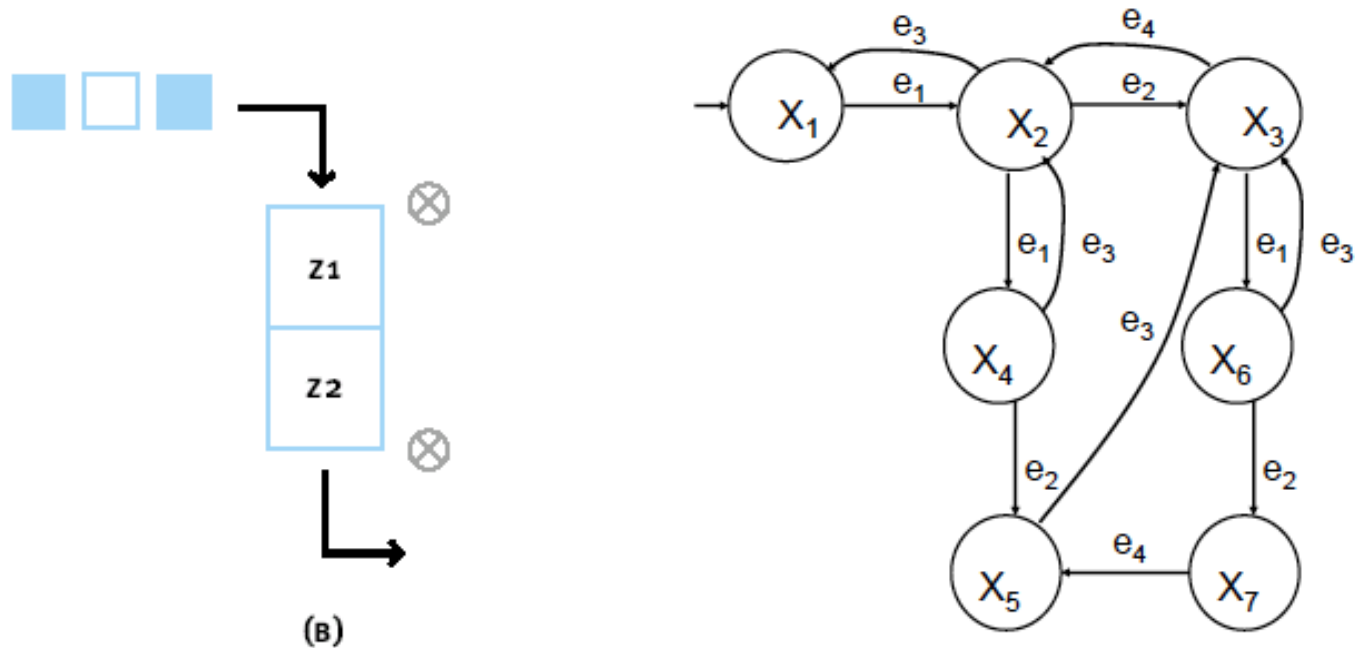 Z1
Z2
(B)
e₃
e₄
X₁
e₁
X₂
e₂
X₃
e₁
e₃
e₁
e₃
e₃
X₄
X₆
e₂
e₂
X₅
e₄
X₇